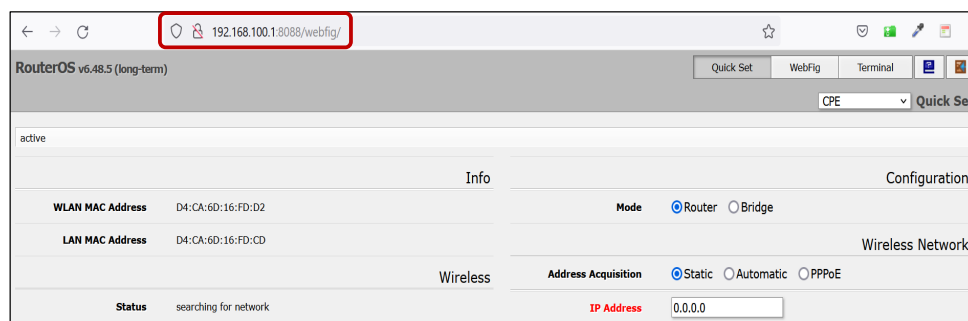 192.168.100.1:8088/webfig/
RouterOS v6.48.5 (long-term)
Quick Set WebFig Terminal
CPE Quick Se
active
Info
Configuration
WLAN MAC Address D4:CA:6D:16:FD:D2
Mode Router Bridge
LAN MAC Address D4:CA:6D:16:FD:CD
Wireless Network
Wireless
Address Acquisition Static Automatic PPPoE
Status searching for network
IP Address 0.0.0.0